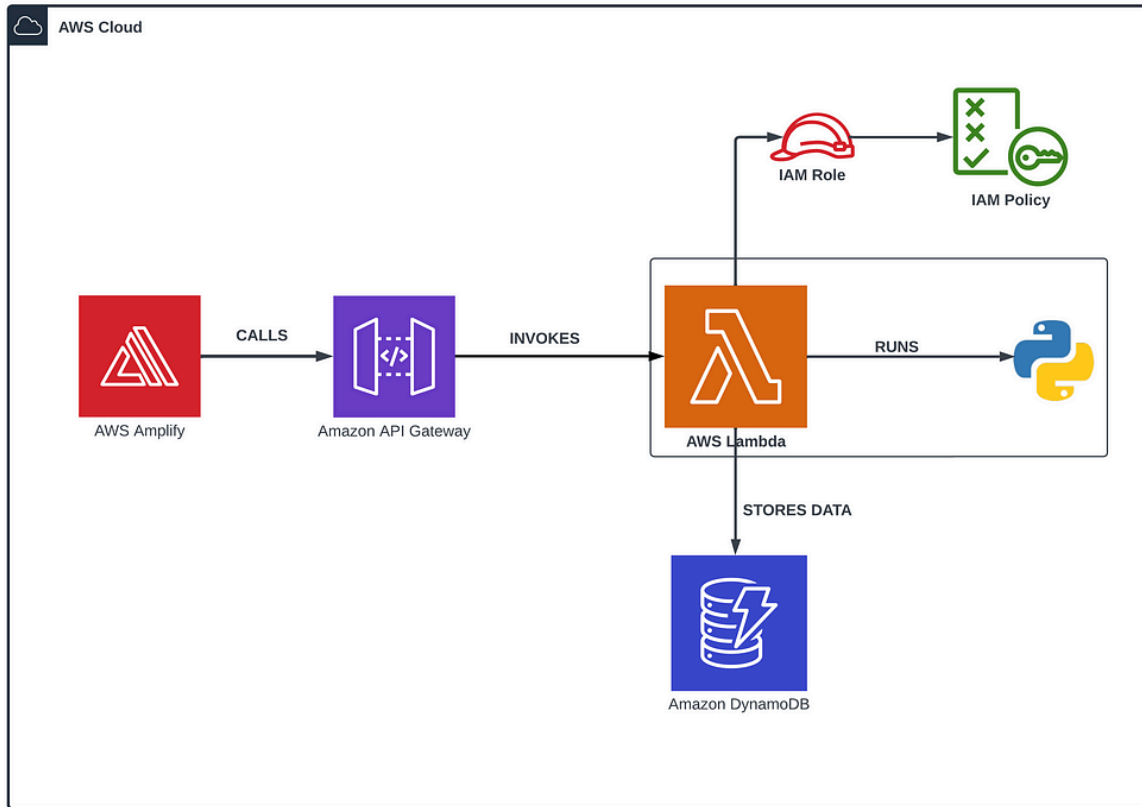 AWS Cloud
IAM Role
IAM Policy
CALLS
INVOKES
RUNS
</>
AWS Amplify
Amazon API Gateway
AWS Lambda
STORES DATA
Amazon DynamoDB